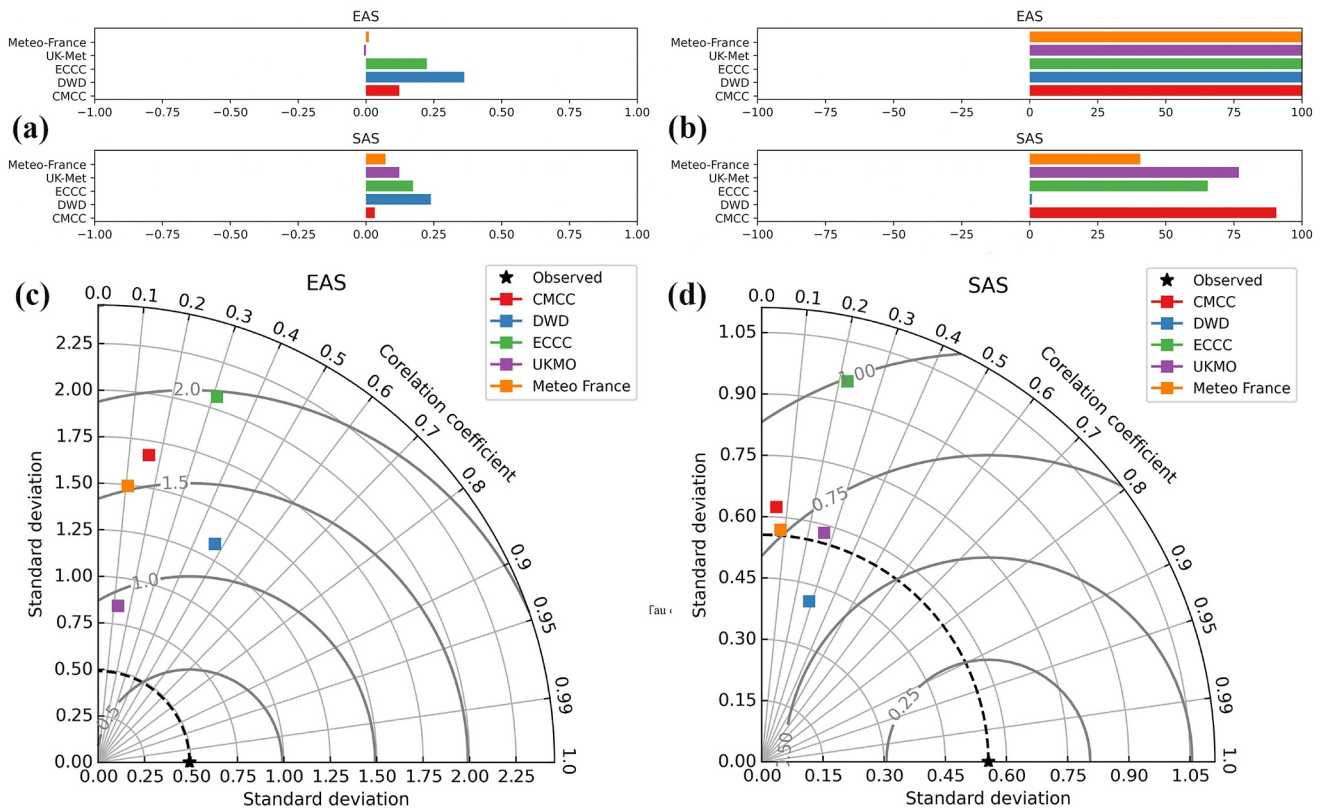 EAS
Meteo-France
UK-Met
ECCC
DWD
CMCC
−1.00 −0.75 −0.50 −0.25 0.00 0.25 0.50 0.75 1.00
(a)
SAS
Meteo-France
UK-Met
ECCC
DWD
CMCC
−1.00 −0.75 −0.50 −0.25 0.00 0.25 0.50 0.75 1.00
EAS
Meteo-France
UK-Met
ECCC
DWD
CMCC
−100 −75 −50 −25 0 25 50 75 100
(b)
SAS
Meteo-France
UK-Met
ECCC
DWD
CMCC
−100 −75 −50 −25 0 25 50 75 100
(c)
EAS
Observed
CMCC
DWD
ECCC
UKMO
Meteo France
0.0 0.1 0.2 0.3 0.4 0.5 0.6 0.7 0.8 0.9 0.95 0.99 1.0
Corelation coefficient
2.25
2.00
1.75
1.50
1.25
1.00
0.75
0.50
0.25
0.00
Standard deviation
2.0
1.5
1.0
0.5
0.00 0.25 0.50 0.75 1.00 1.25 1.50 1.75 2.00 2.25
Standard deviation
(d)
SAS
Observed
CMCC
DWD
ECCC
UKMO
Meteo France
0.0 0.1 0.2 0.3 0.4 0.5 0.6 0.7 0.8 0.9 0.95 0.99 1.0
Corelation coefficient
1.05
0.90
0.75
0.60
0.45
0.30
0.15
0.00
Standard deviation
1.00
0.75
0.25
0.00 0.15 0.30 0.45 0.60 0.75 0.90 1.05
Standard deviation